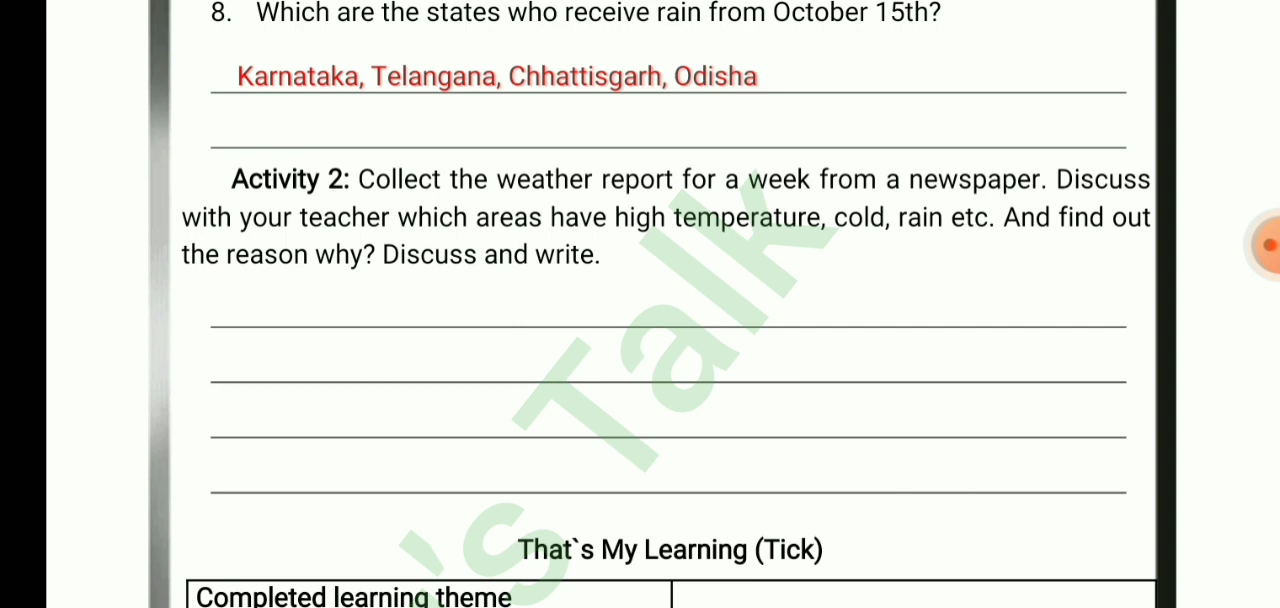 8. Which are the states who receive rain from October 15th?
Karnataka, Telangana, Chhattisgarh, Odisha
Activity 2: Collect the weather report for a week from a newspaper. Discuss
with your teacher which areas have high temperature, cold, rain etc. And find out
the reason why? Discuss and write.
's Talk
That`s My Learning (Tick)
Completed learning theme